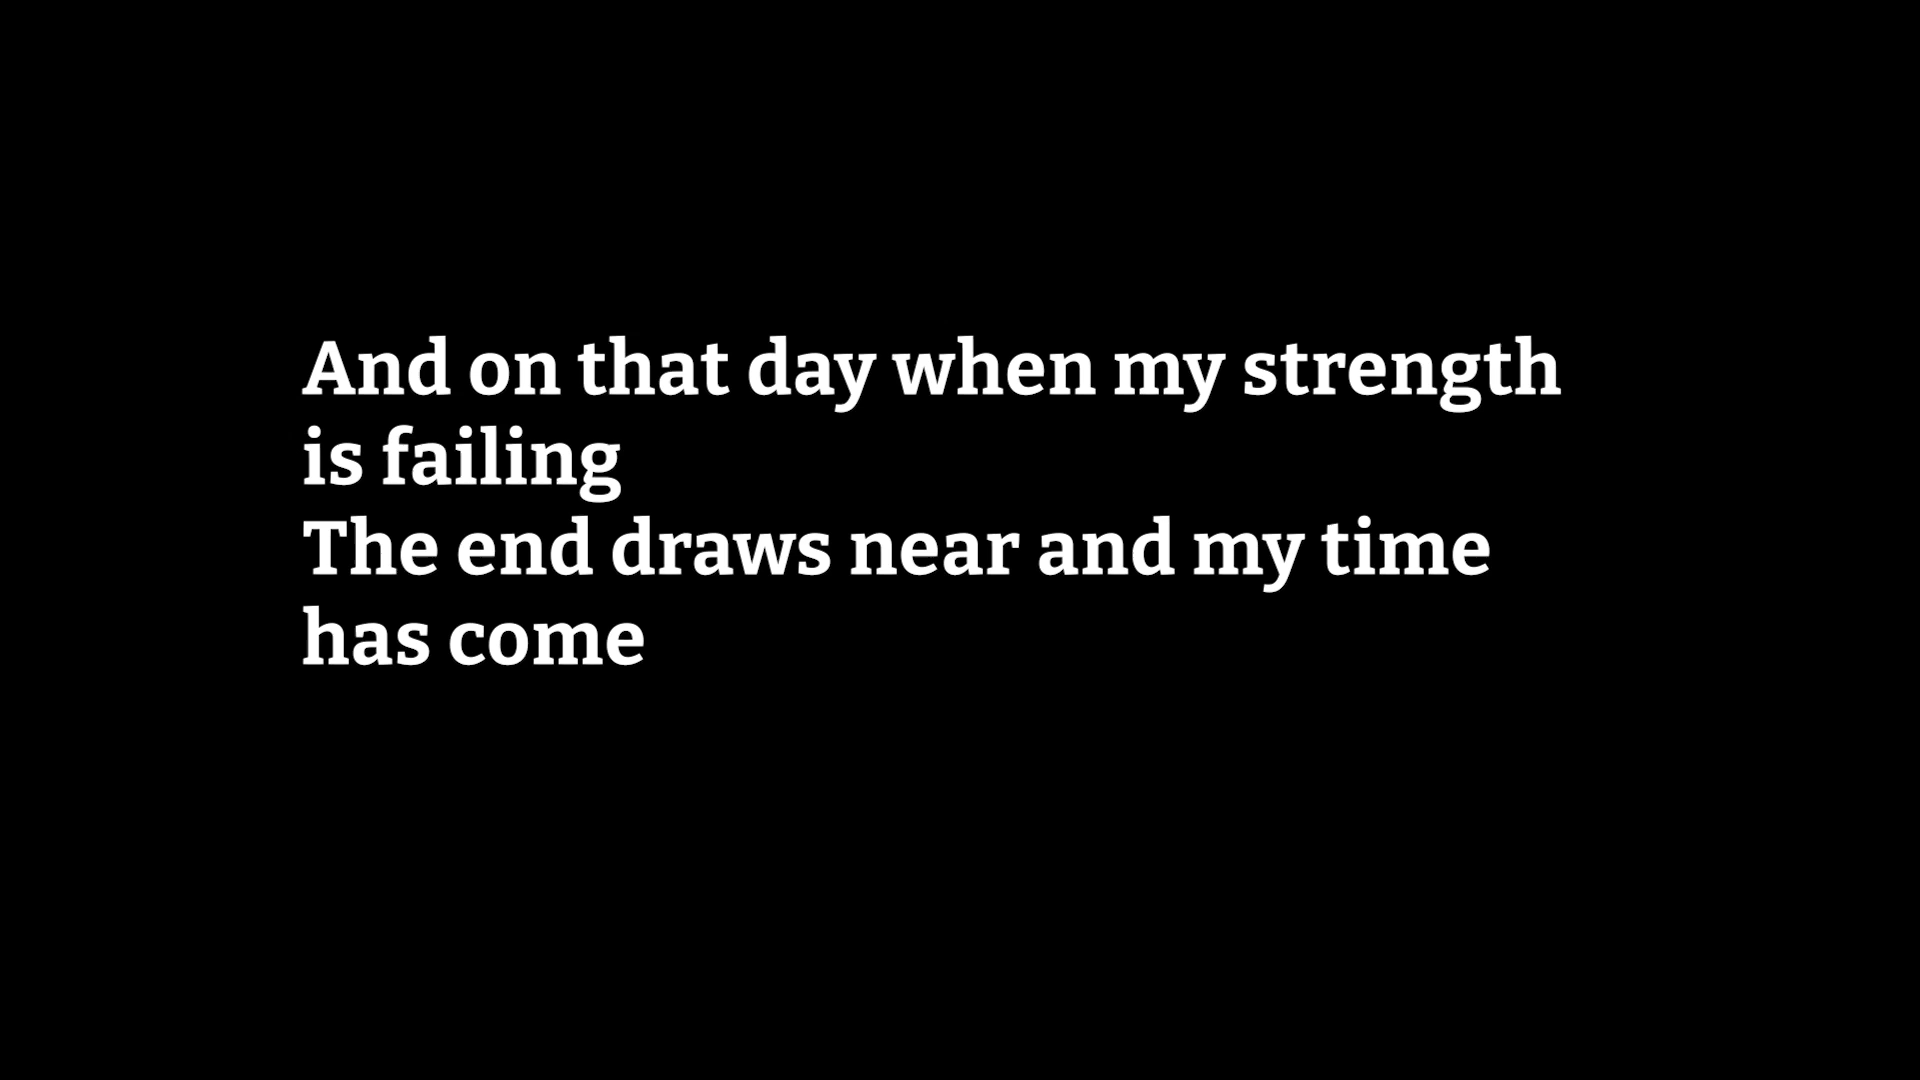 And on that day when my strength
is failing
The end draws near and my time
has come